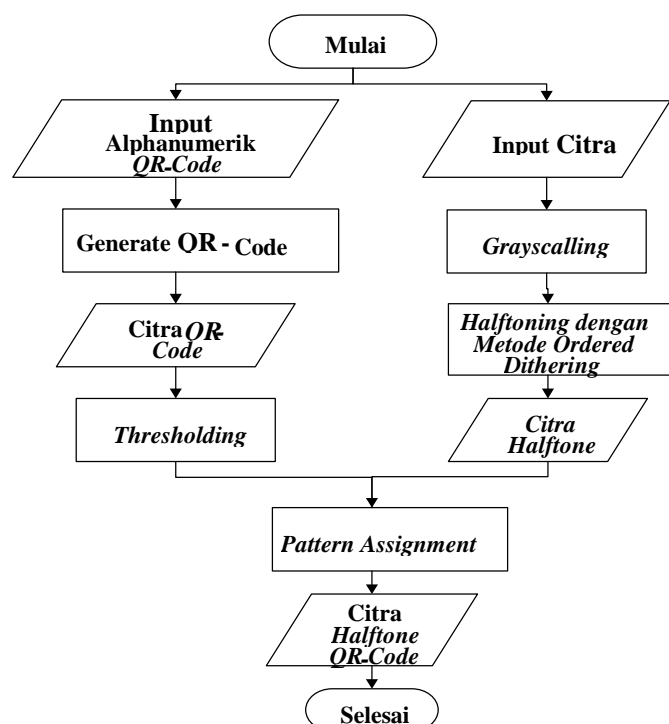 Mulai
Input
Alphanumerik
QR-Code
Input Citra
Generate QR - Code
Grayscalling
Citra QR-
Code
Halftoning dengan
Metode Ordered
Dithering
Thresholding
Citra
Halftone
Pattern Assignment
Citra
Halftone
QR-Code
Selesai